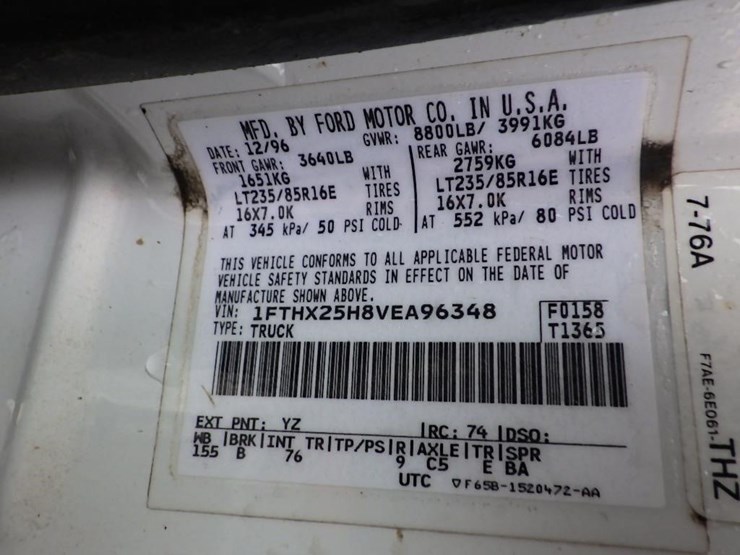 MFD. BY FORD MOTOR CO. IN U.S.A.
DATE: 12/96 GVWR: 8800LB/ 3991KG
FRONT GAWR: 3640LB REAR GAWR: 6084LB
1651KG WITH 2759KG WITH
LT235/85R16E TIRES LT235/85R16E TIRES
16X7.0K RIMS 16X7.0K RIMS
AT 345 kPa/ 50 PSI COLD AT 552 kPa/ 80 PSI COLD
THIS VEHICLE CONFORMS TO ALL APPLICABLE FEDERAL MOTOR
VEHICLE SAFETY STANDARDS IN EFFECT ON THE DATE OF
MANUFACTURE SHOWN ABOVE.
VIN: 1FTHX25H8VEA96348 F0158
TYPE: TRUCK T1365
EXT PNT: YZ RC: 74 DSO:
WB BRK INT TR TP/PS R AXLE TR SPR
155 B 76 9 C5 E BA
UTC ▽F65B-1520472-AA
7-76A
F7AE-6E061-THZ